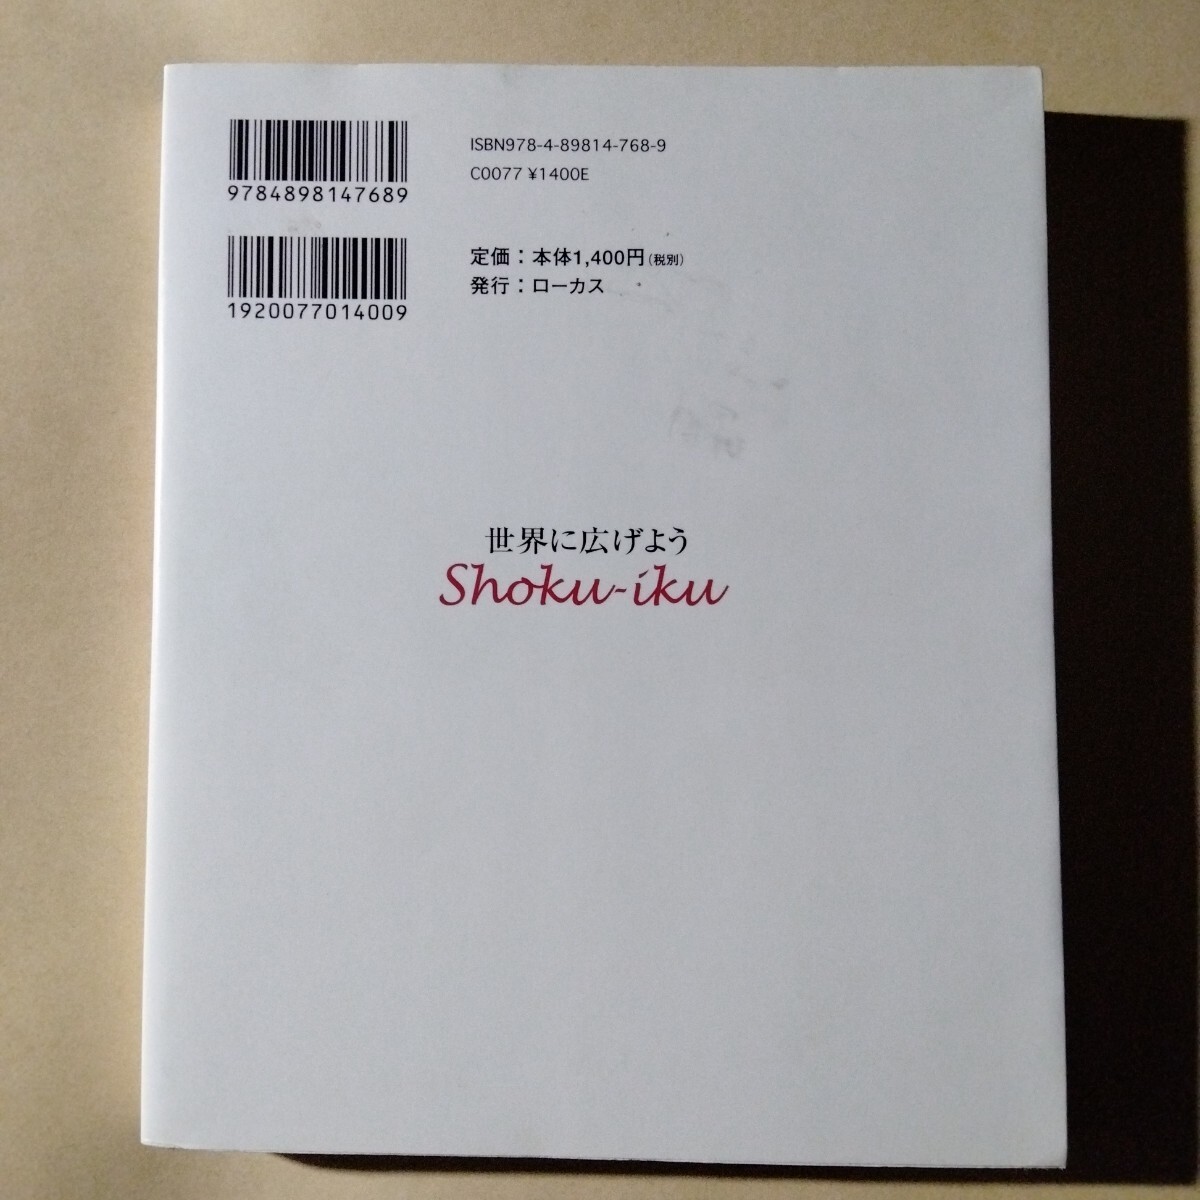 9784898147689
ISBN978-4-89814-768-9
C0077 ¥1400E
1920077014009
定価：本体1,400円（税別）
発行：ローカス
世界に広げよう
Shoku-iku